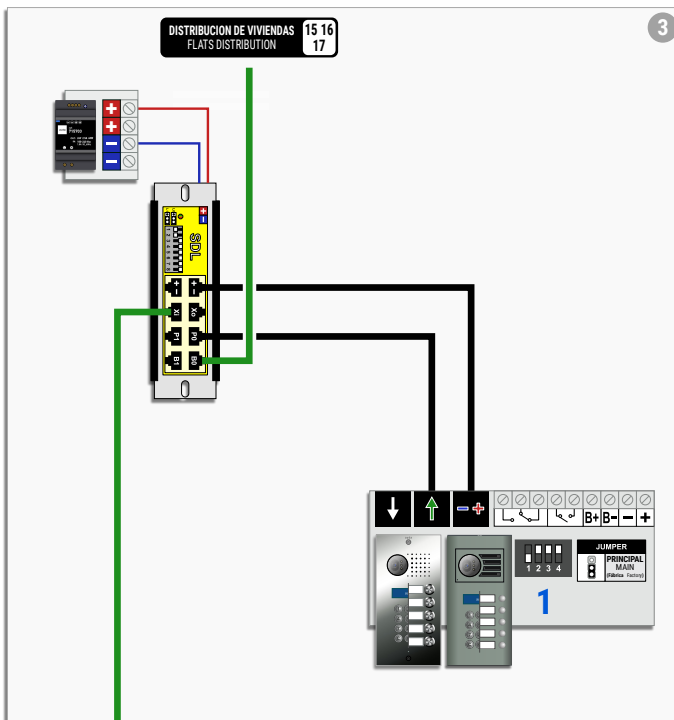 DISTRIBUCION DE VIVIENDAS
FLATS DISTRIBUTION
15 16
17
3
+
+
−
−
+
−
SDL
+ −
+ −
XI
Xo
P1
P0
B1
B0
− +
B+ B- − +
1 2 3 4
1
JUMPER
PRINCIPAL
MAIN
(Fábrica Factory)